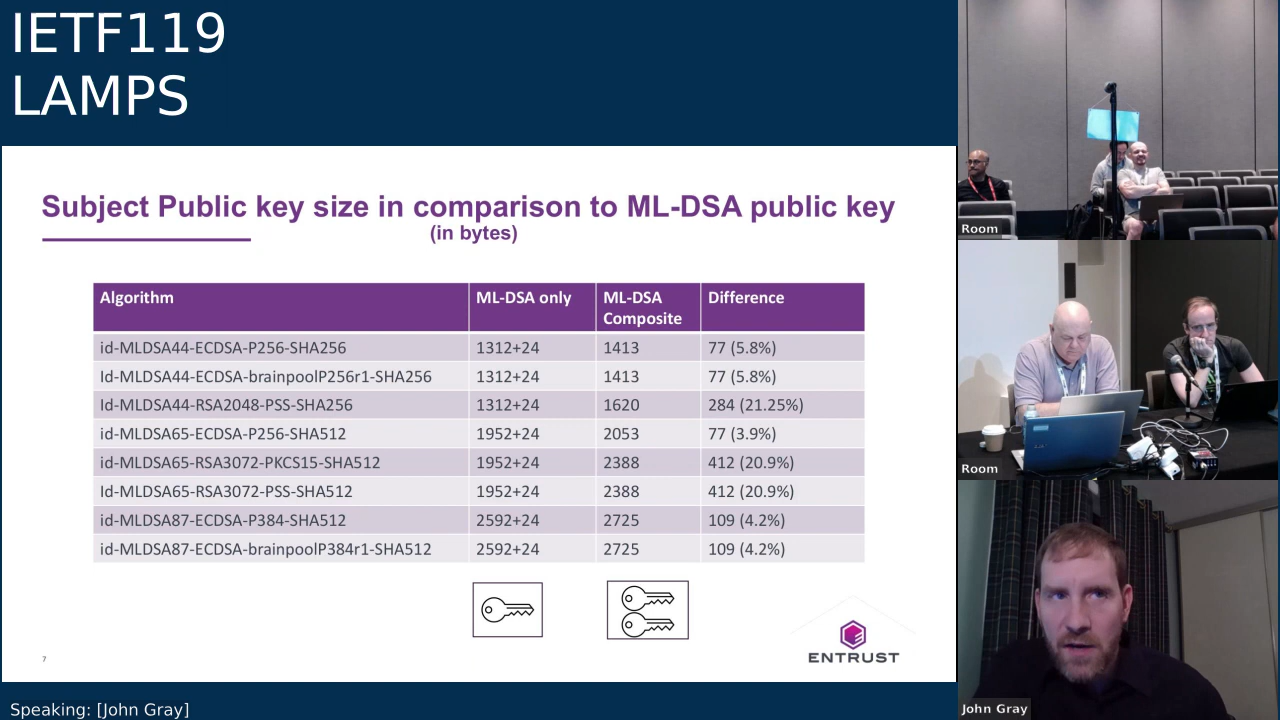 IETF119
LAMPS
Subject Public key size in comparison to ML-DSA public key
(in bytes)
Algorithm ML-DSA only ML-DSA Composite Difference
id-MLDSA44-ECDSA-P256-SHA256 1312+24 1413 77 (5.8%)
Id-MLDSA44-ECDSA-brainpoolP256r1-SHA256 1312+24 1413 77 (5.8%)
Id-MLDSA44-RSA2048-PSS-SHA256 1312+24 1620 284 (21.25%)
id-MLDSA65-ECDSA-P256-SHA512 1952+24 2053 77 (3.9%)
id-MLDSA65-RSA3072-PKCS15-SHA512 1952+24 2388 412 (20.9%)
Id-MLDSA65-RSA3072-PSS-SHA512 1952+24 2388 412 (20.9%)
id-MLDSA87-ECDSA-P384-SHA512 2592+24 2725 109 (4.2%)
id-MLDSA87-ECDSA-brainpoolP384r1-SHA512 2592+24 2725 109 (4.2%)
7
ENTRUST
Speaking: [John Gray]
Room
Room
John Gray